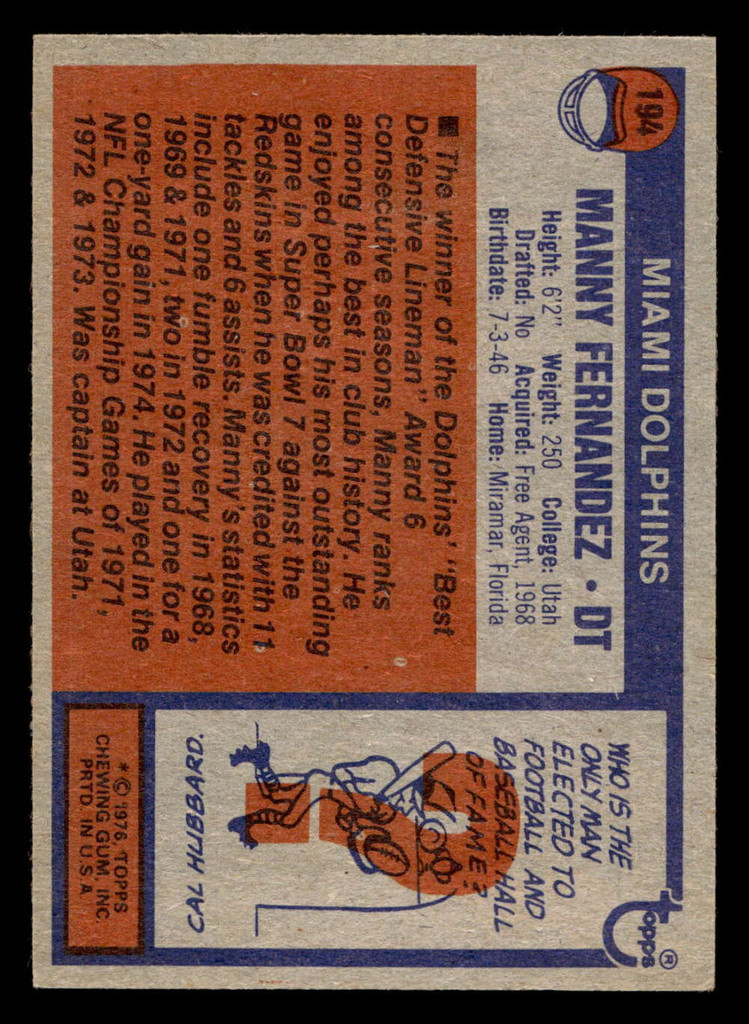 194
MIAMI DOLPHINS
MANNY FERNANDEZ • DT
Height: 6'2" Weight: 250 College: Utah
Drafted: No Acquired: Free Agent, 1968
Birthdate: 7-3-46 Home: Miramar, Florida
■ The winner of the Dolphins' "Best
Defensive Lineman" Award 6
consecutive seasons, Manny ranks
among the best in club history. He
enjoyed perhaps his most outstanding
game in Super Bowl 7 against the
Redskins when he was credited with 11
tackles and 6 assists. Manny's statistics
include one fumble recovery in 1968,
1969 & 1971, two in 1972 and one for a
one-yard gain in 1974. He played in the
NFL Championship Games of 1971,
1972 & 1973. Was captain at Utah.
topps®
WHO IS THE
ONLY MAN
ELECTED TO
FOOTBALL AND
BASEBALL HALL
OF FAME?
?
CAL HUBBARD.
*© 1976, TOPPS
CHEWING GUM, INC.
PRTD. IN U.S.A.